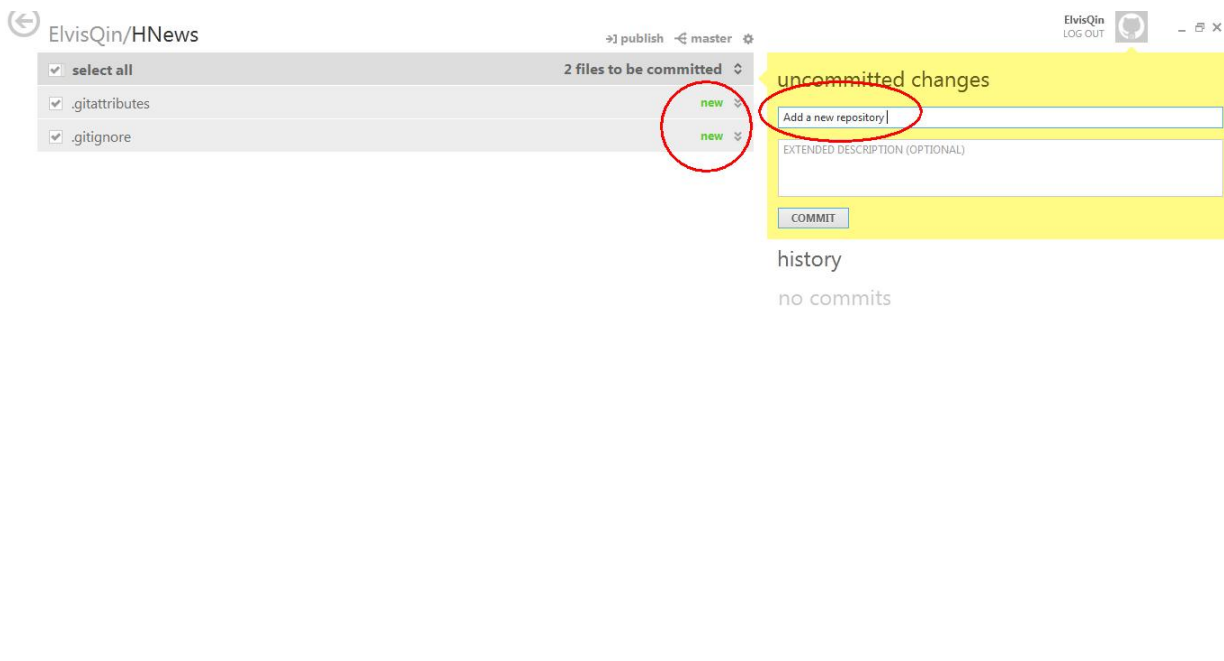 ElvisQin/HNews
publish master
ElvisQin
LOG OUT
select all 2 files to be committed
.gitattributes new
.gitignore new
uncommitted changes
Add a new repository
EXTENDED DESCRIPTION (OPTIONAL)
COMMIT
history
no commits